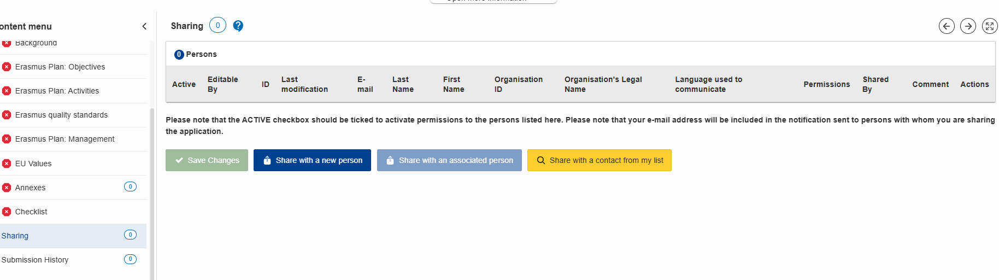 ontent menu
Background
Erasmus Plan: Objectives
Erasmus Plan: Activities
Erasmus quality standards
Erasmus Plan: Management
EU Values
Annexes 0
Checklist
Sharing 0
Submission History 0
Sharing 0 ?
0 Persons
Active
Editable
By
ID
Last
modification
E-
mail
Last
Name
First
Name
Organisation
ID
Organisation's Legal
Name
Language used to
communicate
Permissions
Shared
By
Comment
Actions
Please note that the ACTIVE checkbox should be ticked to activate permissions to the persons listed here. Please note that your e-mail address will be included in the notification sent to persons with whom you are sharing
the application.
Save Changes
Share with a new person
Share with an associated person
Share with a contact from my list